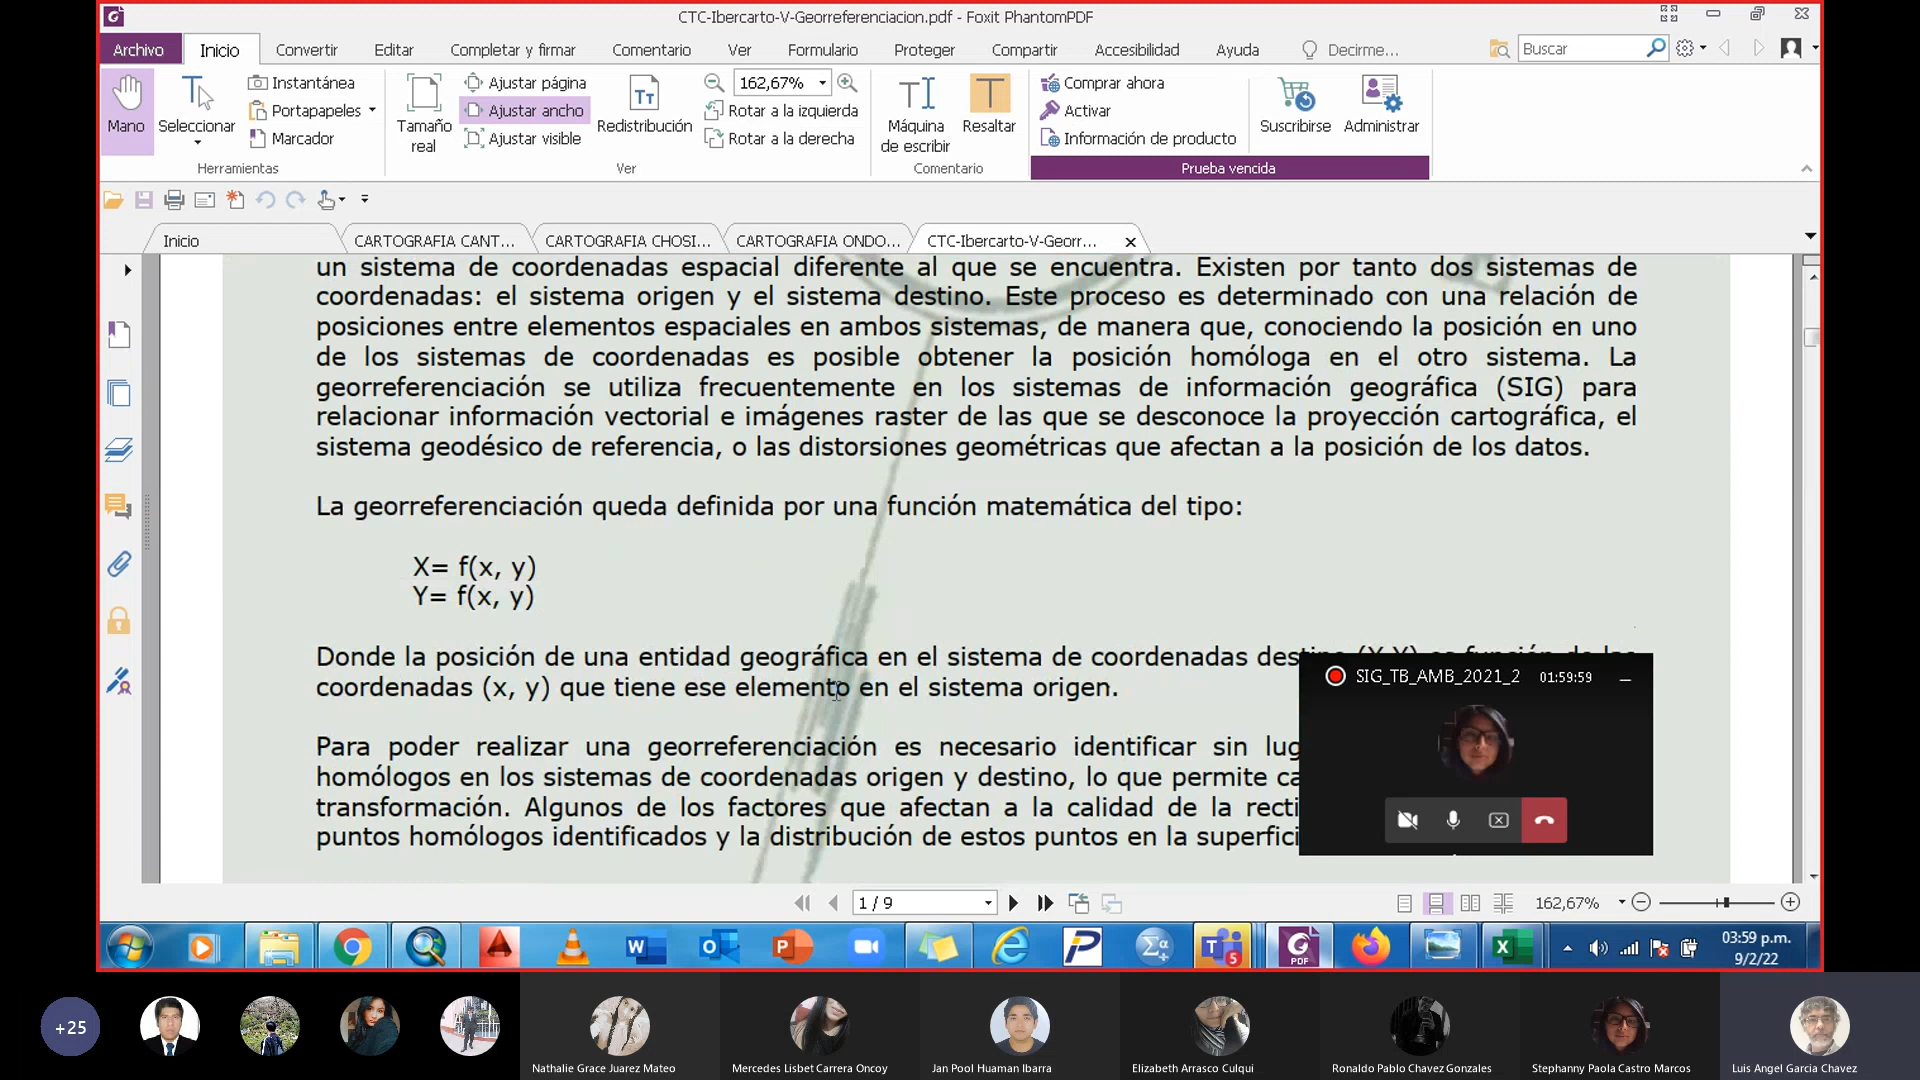 CTC-Ibercarto-V-Georreferenciacion.pdf - Foxit PhantomPDF
Archivo Inicio Convertir Editar Completar y firmar Comentario Ver Formulario Proteger Compartir Accesibilidad Ayuda Decirme... Buscar
Mano
Seleccionar
Instantánea
Portapapeles
Marcador
Herramientas
Tamaño
real
Ajustar página
Ajustar ancho
Ajustar visible
Redistribución
162,67%
Rotar a la izquierda
Rotar a la derecha
Ver
Máquina
de escribir
Resaltar
Comentario
Comprar ahora
Activar
Información de producto
Suscribirse
Administrar
Prueba vencida
Inicio CARTOGRAFIA CANT... CARTOGRAFIA CHOSI... CARTOGRAFIA ONDO... CTC-Ibercarto-V-Georr...
un sistema de coordenadas espacial diferente al que se encuentra. Existen por tanto dos sistemas de
coordenadas: el sistema origen y el sistema destino. Este proceso es determinado con una relación de
posiciones entre elementos espaciales en ambos sistemas, de manera que, conociendo la posición en uno
de los sistemas de coordenadas es posible obtener la posición homóloga en el otro sistema. La
georreferenciación se utiliza frecuentemente en los sistemas de información geográfica (SIG) para
relacionar información vectorial e imágenes raster de las que se desconoce la proyección cartográfica, el
sistema geodésico de referencia, o las distorsiones geométricas que afectan a la posición de los datos.
La georreferenciación queda definida por una función matemática del tipo:
X= f(x, y)
Y= f(x, y)
Donde la posición de una entidad geográfica en el sistema de coordenadas destino (X,Y) es función de las
coordenadas (x, y) que tiene ese elemento en el sistema origen.
Para poder realizar una georreferenciación es necesario identificar sin lug
homólogos en los sistemas de coordenadas origen y destino, lo que permite ca
transformación. Algunos de los factores que afectan a la calidad de la recti
puntos homólogos identificados y la distribución de estos puntos en la superfici
SIG_TB_AMB_2021_2 01:59:59
1 / 9
162,67%
03:59 p.m.
9/2/22
+25
Nathalie Grace Juarez Mateo
Mercedes Lisbet Carrera Oncoy
Jan Pool Huaman Ibarra
Elizabeth Arrasco Culqui
Ronaldo Pablo Chavez Gonzales
Stephanny Paola Castro Marcos
Luis Angel Garcia Chavez